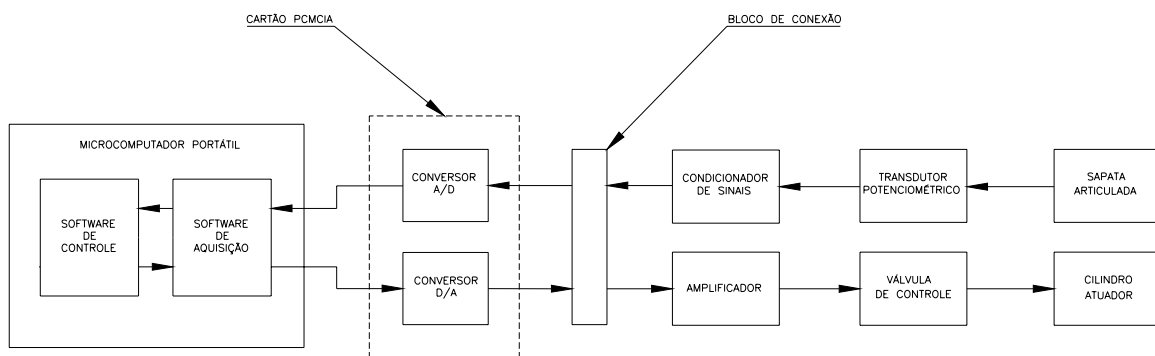 CARTÃO PCMCIA
BLOCO DE CONEXÃO
MICROCOMPUTADOR PORTÁTIL
SOFTWARE
DE
CONTROLE
SOFTWARE
DE
AQUISIÇÃO
CONVERSOR
A/D
CONDICIONADOR
DE SINAIS
TRANSDUTOR
POTENCIOMÉTRICO
SAPATA
ARTICULADA
CONVERSOR
D/A
AMPLIFICADOR
VÁLVULA
DE CONTROLE
CILINDRO
ATUADOR